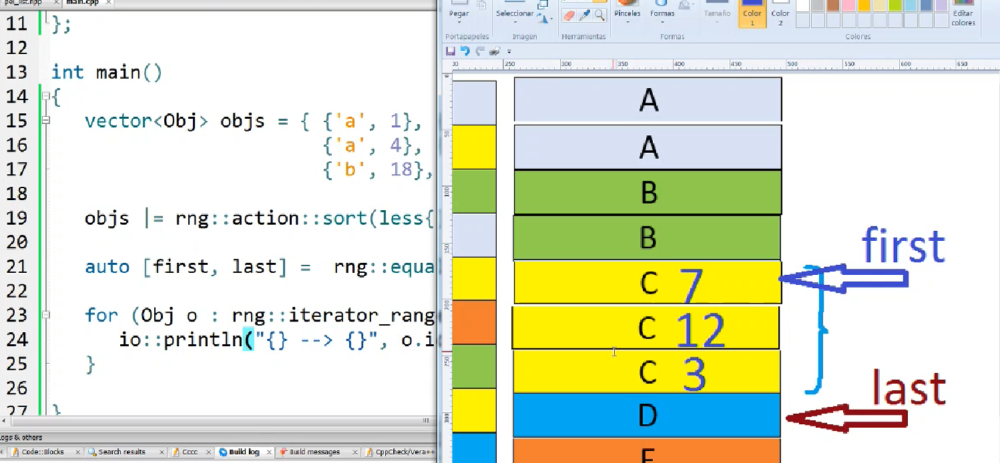 pel_list.hpp × main.cpp ×
11 };
12
13 int main()
14 {
15 vector<Obj> objs = { {'a', 1},
16 {'a', 4},
17 {'b', 18},
18
19 objs |= rng::action::sort(less{
20
21 auto [first, last] = rng::equa
22
23 for (Obj o : rng::iterator_rang
24 io::println("{} --> {}", o.i
25 }
26
27 }
ogs & others
Code::Blocks × Search results × Cccc × Build log × Build messages × CppCheck/Vera++
Pegar Seleccionar Pinceles Formas Tamaño Color 1 Color 2 Editar colores
Portapapeles Imagen Herramientas Formas Colores
00 250 300 350 400 450 500 550 600 650
0
50
100
150
200
250
300
A
A
B
B
C 7
C 12
C 3
D
first
last